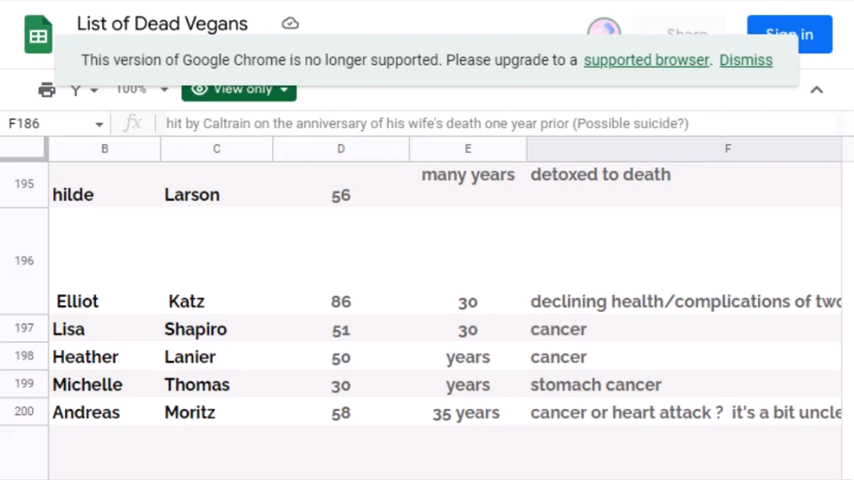 List of Dead Vegans
Share
Sign in
This version of Google Chrome is no longer supported. Please upgrade to a supported browser. Dismiss
100% View only
F186 fx hit by Caltrain on the anniversary of his wife's death one year prior (Possible suicide?)
B C D E F
195 hilde Larson 56 many years detoxed to death
196 Elliot Katz 86 30 declining health/complications of
197 Lisa Shapiro 51 30 cancer
198 Heather Lanier 50 years cancer
199 Michelle Thomas 30 years stomach cancer
200 Andreas Moritz 58 35 years cancer or heart attack ? it's a bit